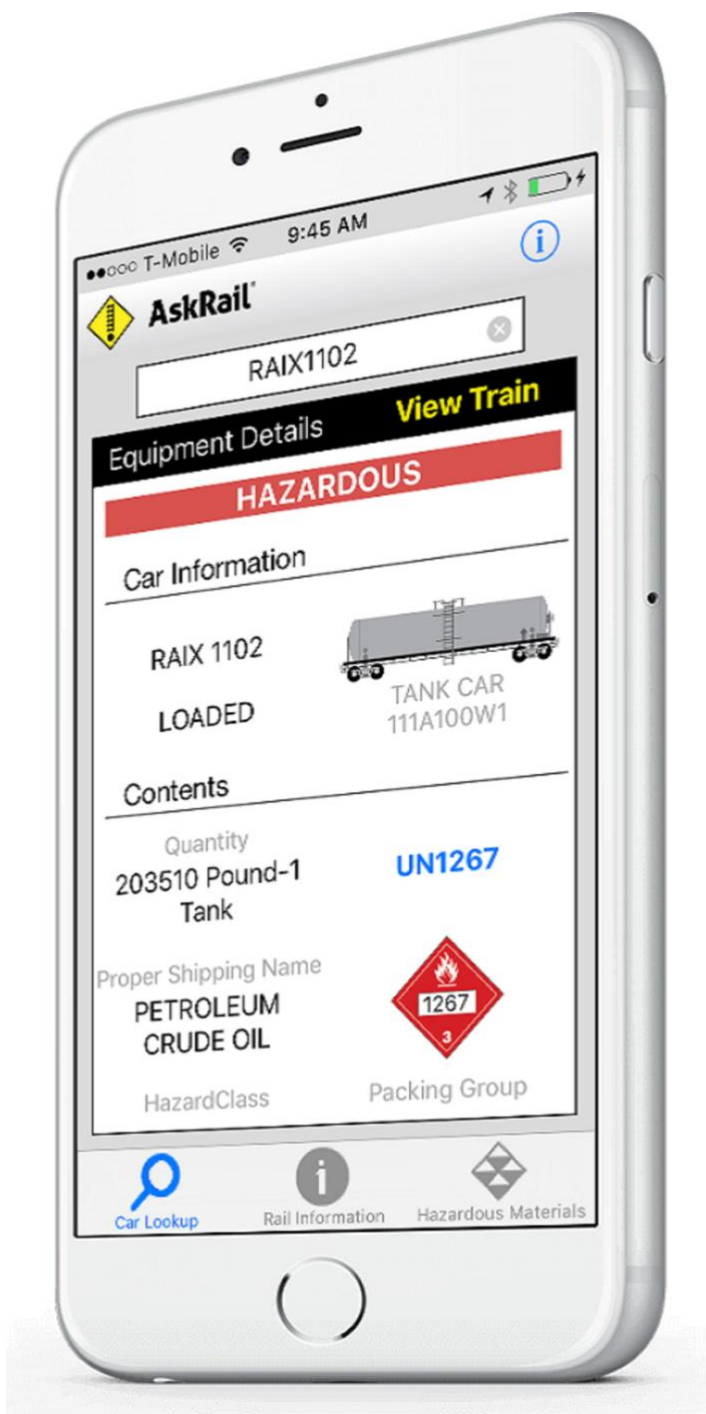 ●●○○○ T-Mobile 9:45 AM
AskRail®
RAIX1102
Equipment Details View Train
HAZARDOUS
Car Information
RAIX 1102
LOADED
TANK CAR
111A100W1
Contents
Quantity
203510 Pound-1
Tank
UN1267
Proper Shipping Name
PETROLEUM
CRUDE OIL
1267
3
HazardClass
Packing Group
Car Lookup
Rail Information
Hazardous Materials